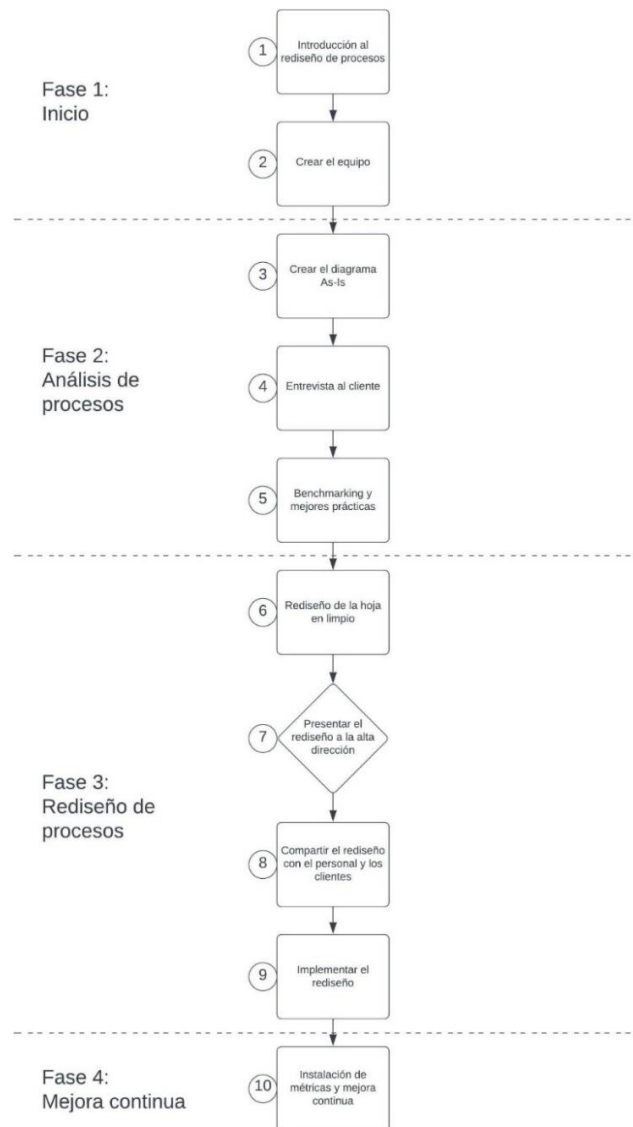 Fase 1:
Inicio
1
Introducción al
rediseño de procesos
2
Crear el equipo
Fase 2:
Análisis de
procesos
3
Crear el diagrama
As-Is
4
Entrevista al cliente
5
Benchmarking y
mejores prácticas
Fase 3:
Rediseño de
procesos
6
Rediseño de la hoja
en limpio
7
Presentar el
rediseño a la alta
dirección
8
Compartir el rediseño
con el personal y los
clientes
9
Implementar el
rediseño
Fase 4:
Mejora continua
10
Instalación de
métricas y mejora
continua